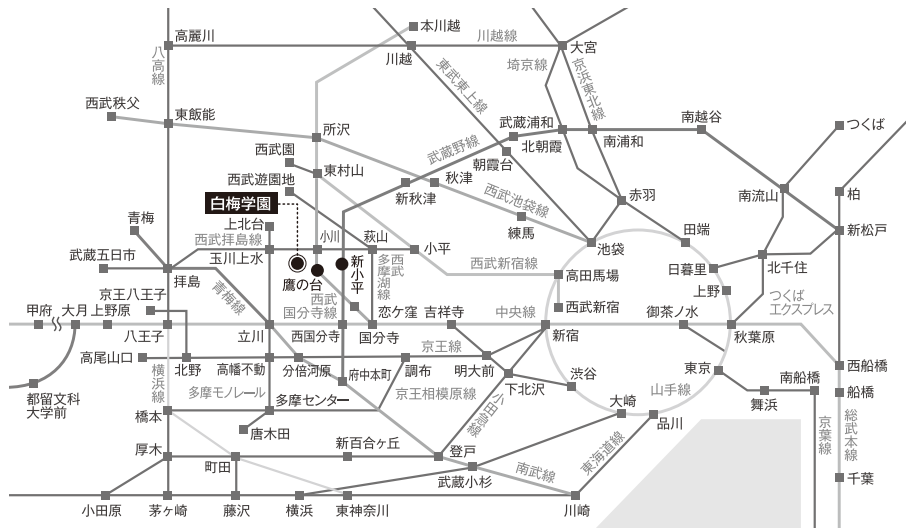 本川越
高麗川
川越線
川越
大宮
八高線
東武東上線
埼京線
京浜東北線
西武秩父
東飯能
所沢
武蔵浦和
南越谷
つくば
北朝霞
南浦和
武蔵野線
朝霞台
西武園
東村山
秋津
新秋津
西武遊園地
西武池袋線
赤羽
南流山
柏
白梅学園
練馬
青梅
上北台
西武拝島線
小川
萩山
小平
池袋
田端
新松戸
武蔵五日市
玉川上水
新小平
西武多摩湖線
西武新宿線
高田馬場
日暮里
北千住
拝島
鷹の台
京王八王子
青梅線
西武国分寺線
上野
つくば
エクスプレス
甲府
大月
上野原
恋ケ窪
吉祥寺
中央線
西武新宿
御茶ノ水
八王子
立川
西国分寺
国分寺
新宿
秋葉原
高尾山口
北野
高幡不動
分倍河原
府中本町
調布
京王線
明大前
下北沢
渋谷
東京
西船橋
南船橋
船橋
都留文科
大学前
横浜線
多摩モノレール
多摩センター
京王相模原線
小田急線
山手線
舞浜
橋本
唐木田
大崎
品川
京葉線
総武本線
厚木
町田
新百合ヶ丘
登戸
武蔵小杉
南武線
東海道線
千葉
小田原
茅ヶ崎
藤沢
横浜
東神奈川
川崎